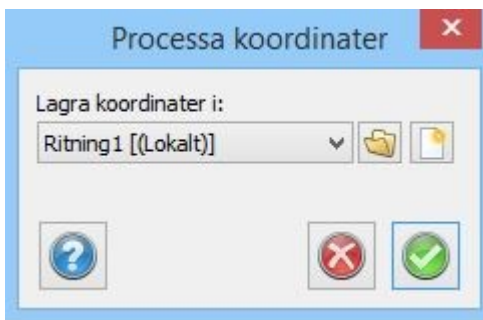 Processa koordinater
Lagra koordinater i:
Ritning1 [(Lokalt)]